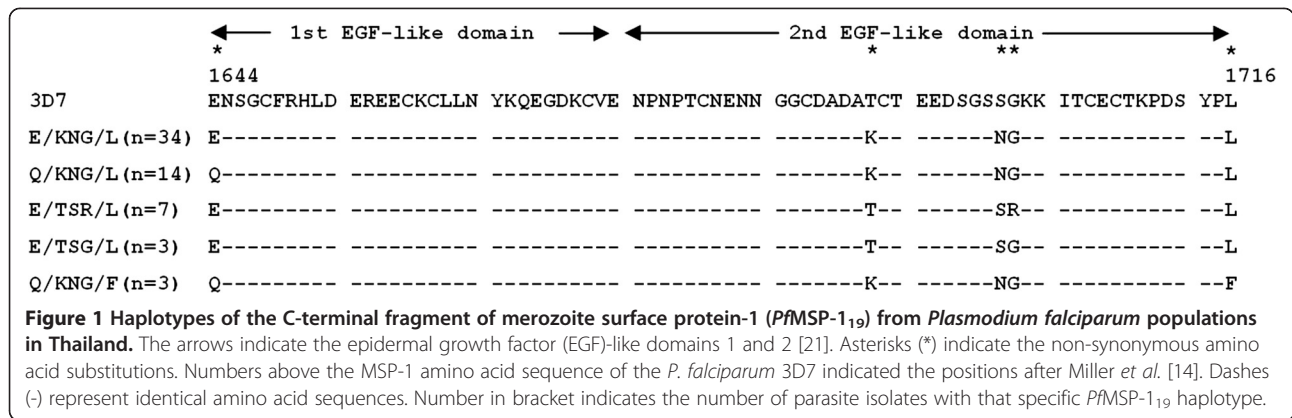 1st EGF-like domain 2nd EGF-like domain
* * ** *
1644 1716
3D7 ENSGCFRHLD EREECKCLLN YKQEGDKCVE NPNPTCNENN GGCDADATCT EEDSGSSGKK ITCECTKPDS YPL
E/KNG/L (n=34) E--------- ---------- ---------- ---------- -------K-- ------NG-- ---------- --L
Q/KNG/L (n=14) Q--------- ---------- ---------- ---------- -------K-- ------NG-- ---------- --L
E/TSR/L (n=7) E--------- ---------- ---------- ---------- -------T-- ------SR-- ---------- --L
E/TSG/L (n=3) E--------- ---------- ---------- ---------- -------T-- ------SG-- ---------- --L
Q/KNG/F (n=3) Q--------- ---------- ---------- ---------- -------K-- ------NG-- ---------- --F
Figure 1 Haplotypes of the C-terminal fragment of merozoite surface protein-1 (PfMSP-1₁₉) from Plasmodium falciparum populations
in Thailand. The arrows indicate the epidermal growth factor (EGF)-like domains 1 and 2 [21]. Asterisks (*) indicate the non-synonymous amino
acid substitutions. Numbers above the MSP-1 amino acid sequence of the P. falciparum 3D7 indicated the positions after Miller et al. [14]. Dashes
(-) represent identical amino acid sequences. Number in bracket indicates the number of parasite isolates with that specific PfMSP-1₁₉ haplotype.